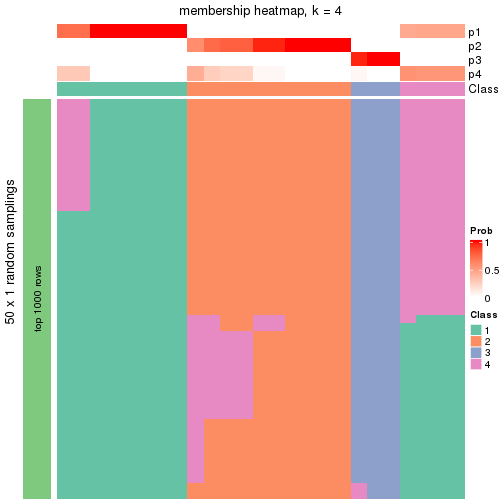 membership heatmap, k = 4
p1
p2
p3
p4
Class
50 x 1 random samplings
top 1000 rows
Prob
1
0.5
0
Class
1
2
3
4